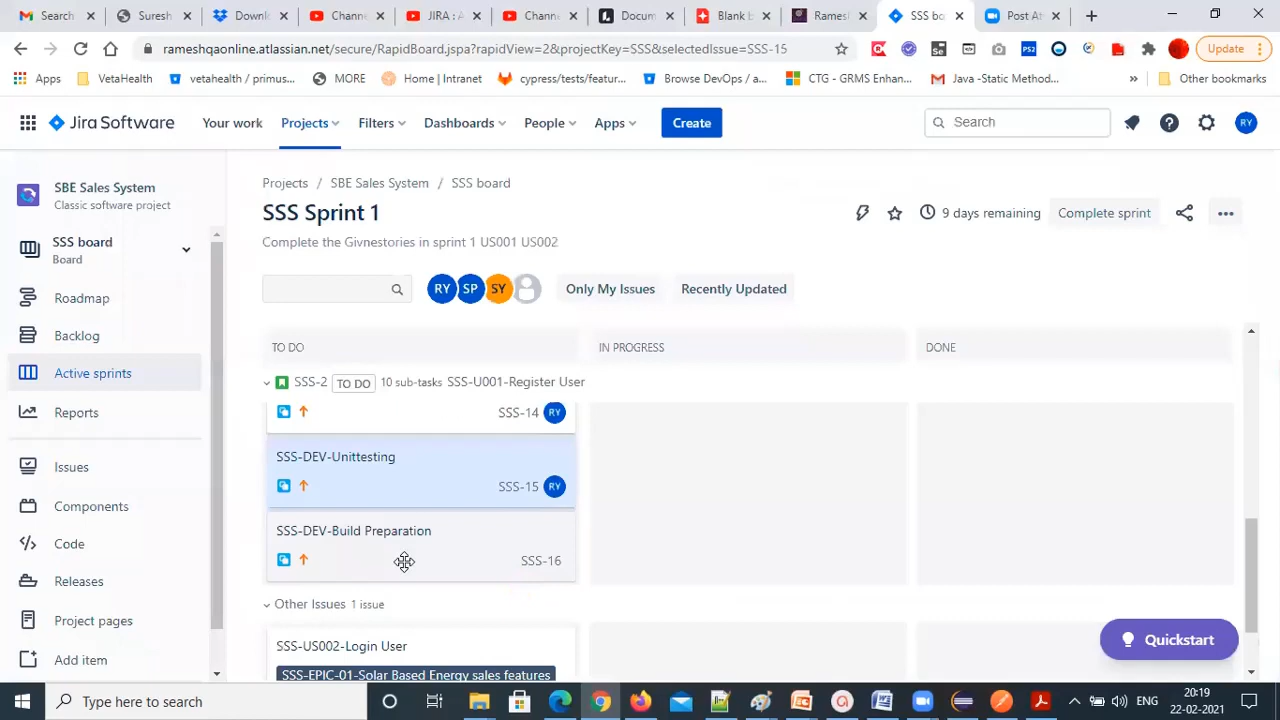 Search
Suresh
Downl
Channe
JIRA : A
Channe
Docum
Blank b
Rames
SSS bo
Post At
rameshqaonline.atlassian.net/secure/RapidBoard.jspa?rapidView=2&projectKey=SSS&selectedIssue=SSS-15
Update
Apps
VetaHealth
vetahealth / primus...
MORE
Home | Intranet
cypress/tests/featur...
Browse DevOps / a...
CTG - GRMS Enhan...
Java -Static Method...
»
Other bookmarks
Jira Software
Your work
Projects
Filters
Dashboards
People
Apps
Create
Search
RY
SBE Sales System
Classic software project
SSS board
Board
Roadmap
Backlog
Active sprints
Reports
Issues
Components
Code
Releases
Project pages
Add item
Projects / SBE Sales System / SSS board
SSS Sprint 1
9 days remaining
Complete sprint
Complete the Givnestories in sprint 1 US001 US002
RY SP SY
Only My Issues
Recently Updated
TO DO
IN PROGRESS
DONE
SSS-2 TO DO 10 sub-tasks SSS-U001-Register User
SSS-14 RY
SSS-DEV-Unittesting
SSS-15 RY
SSS-DEV-Build Preparation
SSS-16
Other Issues 1 issue
SSS-US002-Login User
SSS-EPIC-01-Solar Based Energy sales features
Quickstart
Type here to search
ENG
20:19
22-02-2021